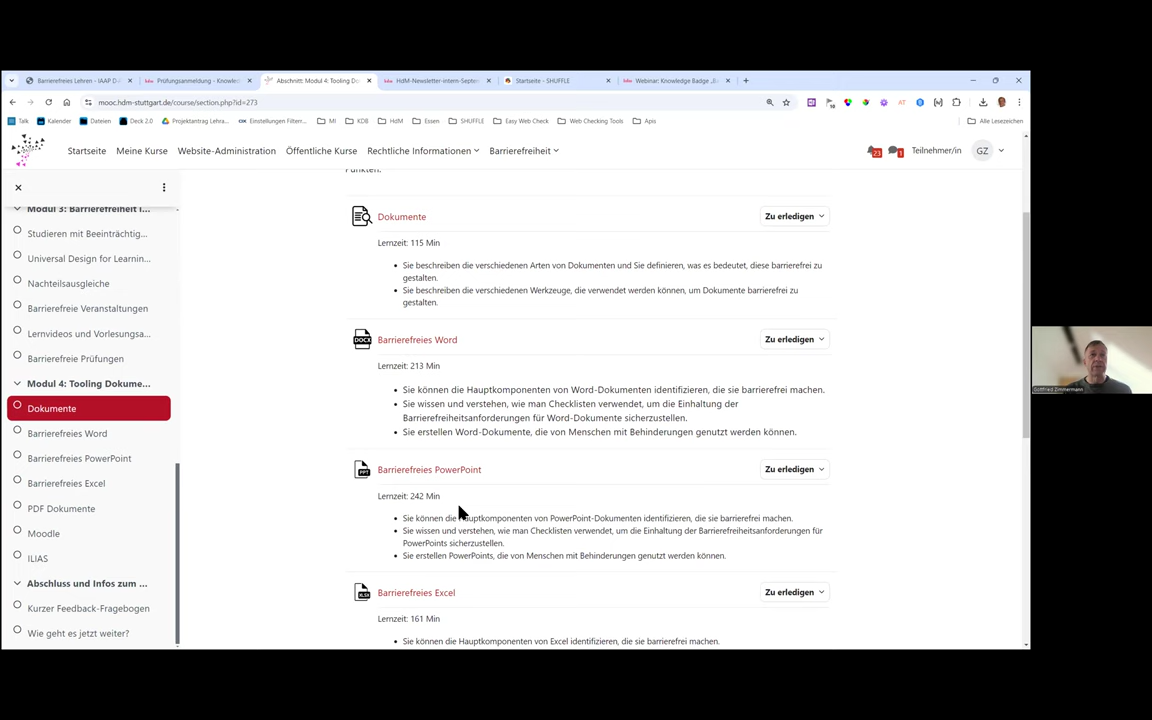 Barrierefreies Lehren - IAAP D-A
Prüfungsanmeldung - Knowled
Abschnitt: Modul 4: Tooling Do
HdM-Newsletter-intern-Septem
Startseite - SHUFFLE
Webinar: Knowledge Badge „B
mooc.hdm-stuttgart.de/course/section.php?id=273
Talk
Kalender
Dateien
Deck 2.0
Projektantrag Lehra...
Einstellungen Filterr...
MI
KDB
HdM
Essen
SHUFFLE
Easy Web Check
Web Checking Tools
Apis
Alle Lesezeichen
Startseite
Meine Kurse
Website-Administration
Öffentliche Kurse
Rechtliche Informationen
Barrierefreiheit
23
1
Teilnehmer/in
GZ
Modul 3: Barrierefreiheit i...
Studieren mit Beeinträchtig...
Universal Design for Learnin...
Nachteilsausgleiche
Barrierefreie Veranstaltungen
Lernvideos und Vorlesungsa...
Barrierefreie Prüfungen
Modul 4: Tooling Dokume...
Dokumente
Barrierefreies Word
Barrierefreies PowerPoint
Barrierefreies Excel
PDF Dokumente
Moodle
ILIAS
Abschluss und Infos zum ...
Kurzer Feedback-Fragebogen
Wie geht es jetzt weiter?
Punkten.
Dokumente
Zu erledigen
Lernzeit: 115 Min
Sie beschreiben die verschiedenen Arten von Dokumenten und Sie definieren, was es bedeutet, diese barrierefrei zu
gestalten.
Sie beschreiben die verschiedenen Werkzeuge, die verwendet werden können, um Dokumente barrierefrei zu
gestalten.
DOCX
Barrierefreies Word
Zu erledigen
Lernzeit: 213 Min
Sie können die Hauptkomponenten von Word-Dokumenten identifizieren, die sie barrierefrei machen.
Sie wissen und verstehen, wie man Checklisten verwendet, um die Einhaltung der
Barrierefreiheitsanforderungen für Word-Dokumente sicherzustellen.
Sie erstellen Word-Dokumente, die von Menschen mit Behinderungen genutzt werden können.
PPT
Barrierefreies PowerPoint
Zu erledigen
Lernzeit: 242 Min
Sie können die Hauptkomponenten von PowerPoint-Dokumenten identifizieren, die sie barrierefrei machen.
Sie wissen und verstehen, wie man Checklisten verwendet, um die Einhaltung der Barrierefreiheitsanforderungen für
PowerPoints sicherzustellen.
Sie erstellen PowerPoints, die von Menschen mit Behinderungen genutzt werden können.
XLSX
Barrierefreies Excel
Zu erledigen
Lernzeit: 161 Min
Sie können die Hauptkomponenten von Excel identifizieren, die sie barrierefrei machen.
Gottfried Zimmermann